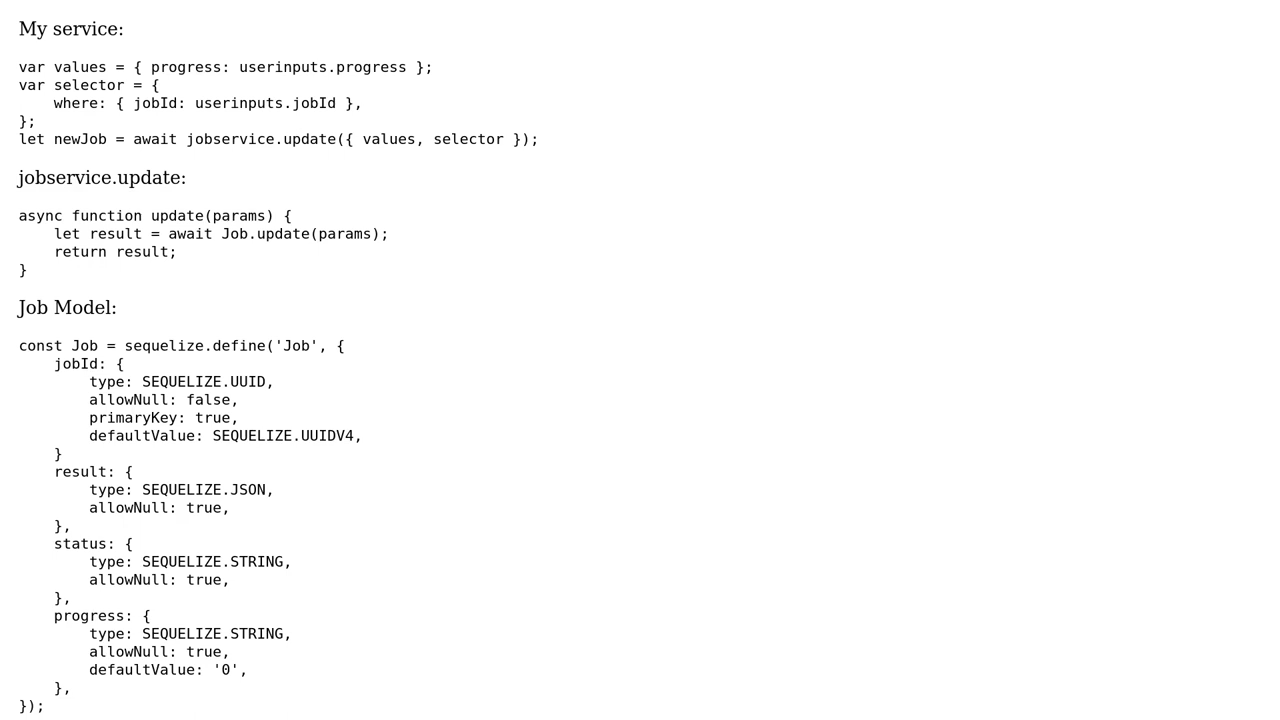 My service:
var values = { progress: userinputs.progress };
var selector = {
    where: { jobId: userinputs.jobId },
};
let newJob = await jobservice.update({ values, selector });
jobservice.update:
async function update(params) {
    let result = await Job.update(params);
    return result;
}
Job Model:
const Job = sequelize.define('Job', {
    jobId: {
        type: SEQUELIZE.UUID,
        allowNull: false,
        primaryKey: true,
        defaultValue: SEQUELIZE.UUIDV4,
    }
    result: {
        type: SEQUELIZE.JSON,
        allowNull: true,
    },
    status: {
        type: SEQUELIZE.STRING,
        allowNull: true,
    },
    progress: {
        type: SEQUELIZE.STRING,
        allowNull: true,
        defaultValue: '0',
    },
});